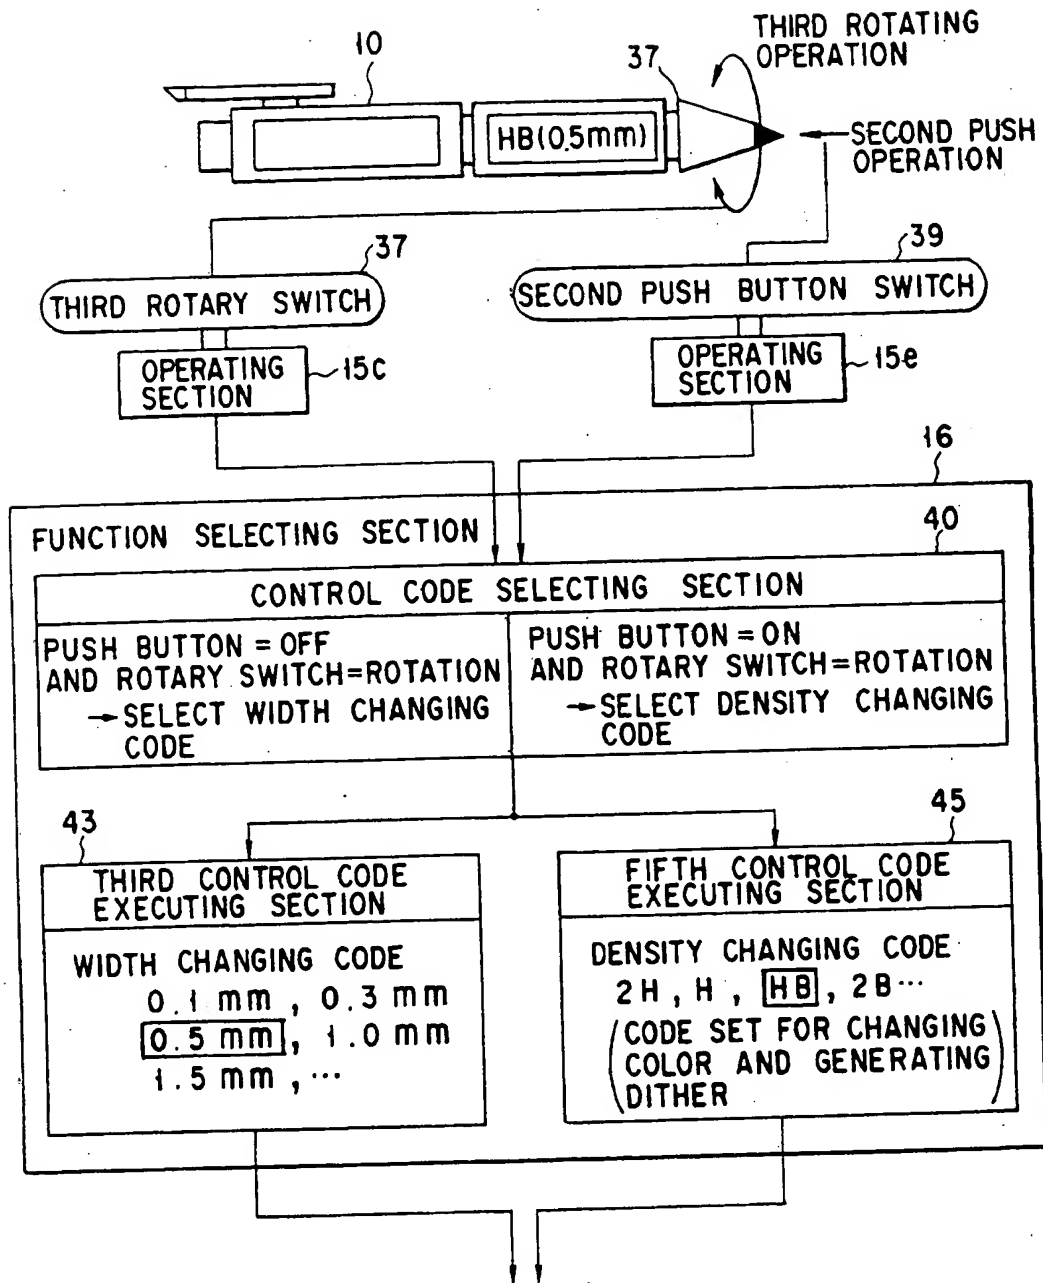 THIRD ROTATING
OPERATION
10
37
HB(0.5mm)
SECOND PUSH
OPERATION
37
39
THIRD ROTARY SWITCH
SECOND PUSH BUTTON SWITCH
OPERATING
SECTION
15c
OPERATING
SECTION
15e
16
FUNCTION SELECTING SECTION
40
CONTROL CODE SELECTING SECTION
PUSH BUTTON = OFF
AND ROTARY SWITCH=ROTATION
→ SELECT WIDTH CHANGING
CODE
PUSH BUTTON = ON
AND ROTARY SWITCH=ROTATION
→ SELECT DENSITY CHANGING
CODE
43
45
THIRD CONTROL CODE
EXECUTING SECTION
WIDTH CHANGING CODE
0.1 mm, 0.3 mm
0.5 mm, 1.0 mm
1.5 mm, ...
FIFTH CONTROL CODE
EXECUTING SECTION
DENSITY CHANGING CODE
2H, H, HB, 2B...
(CODE SET FOR CHANGING
COLOR AND GENERATING
DITHER)